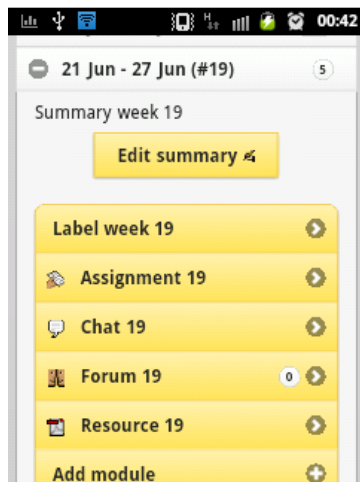 00:42
21 Jun - 27 Jun (#19) 5
Summary week 19
Edit summary
Label week 19
Assignment 19
Chat 19
Forum 19 0
Resource 19
Add module